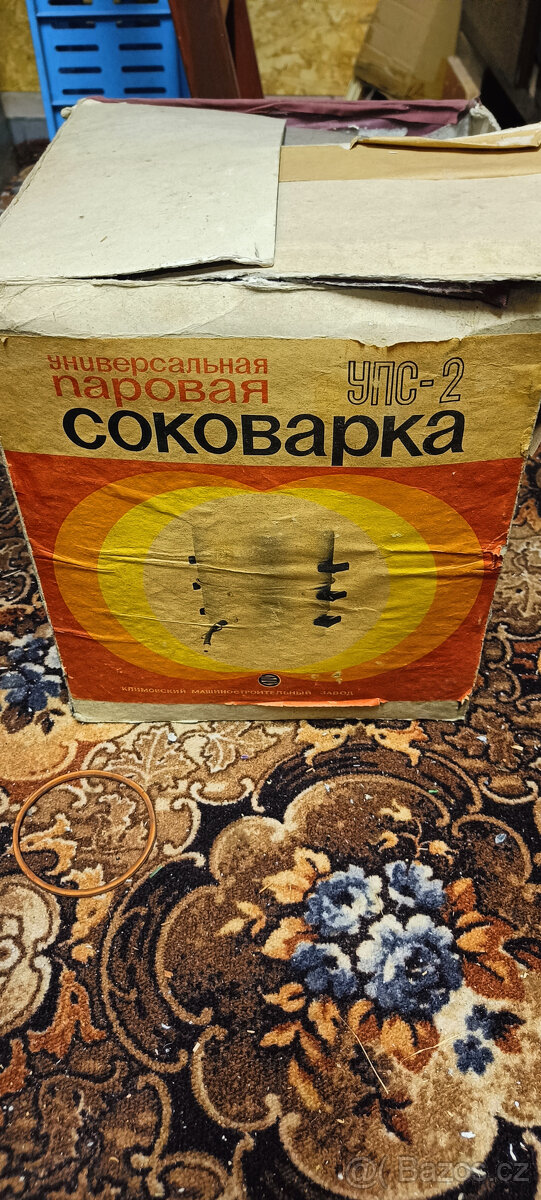 универсальная
паровая
УПС-2
соковарка
КЛИМОВСКИЙ МАШИНОСТРОИТЕЛЬНЫЙ ЗАВОД
Bazos.cz